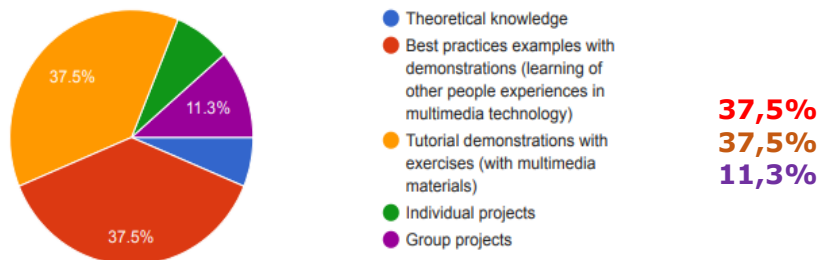 37.5%
11.3%
37.5%
Theoretical knowledge
Best practices examples with
demonstrations (learning of
other people experiences in
multimedia technology)
Tutorial demonstrations with
exercises (with multimedia
materials)
Individual projects
Group projects
37,5%
37,5%
11,3%